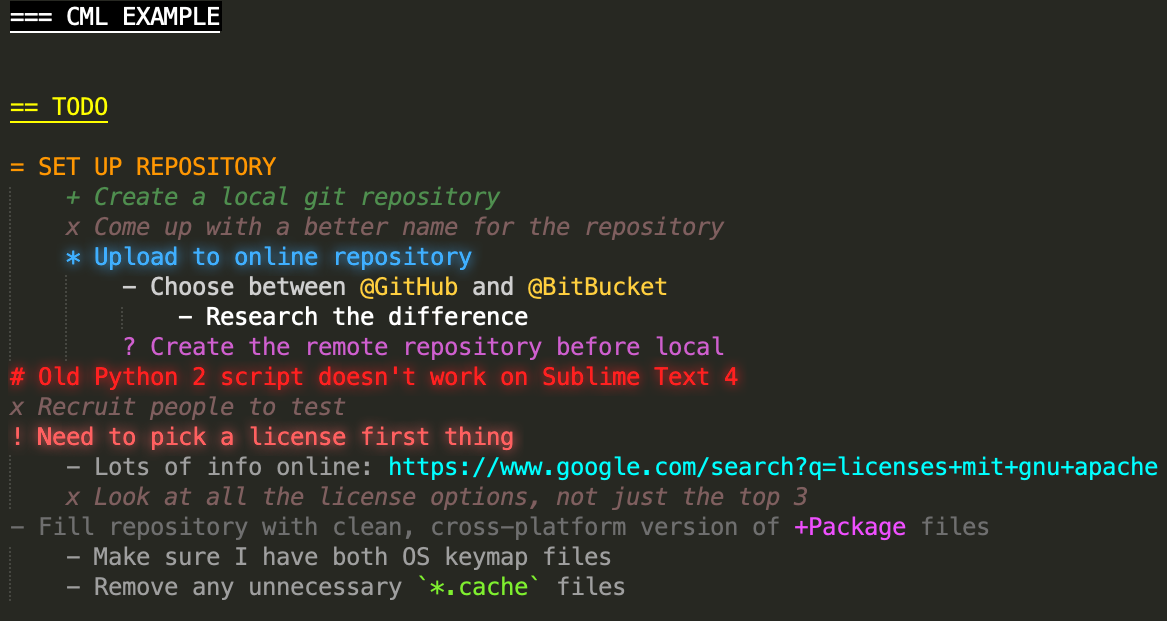 === CML EXAMPLE
== TODO
= SET UP REPOSITORY
+ Create a local git repository
x Come up with a better name for the repository
* Upload to online repository
- Choose between @GitHub and @BitBucket
- Research the difference
? Create the remote repository before local
# Old Python 2 script doesn't work on Sublime Text 4
x Recruit people to test
! Need to pick a license first thing
- Lots of info online: https://www.google.com/search?q=licenses+mit+gnu+apache
x Look at all the license options, not just the top 3
- Fill repository with clean, cross-platform version of +Package files
- Make sure I have both OS keymap files
- Remove any unnecessary `*.cache` files